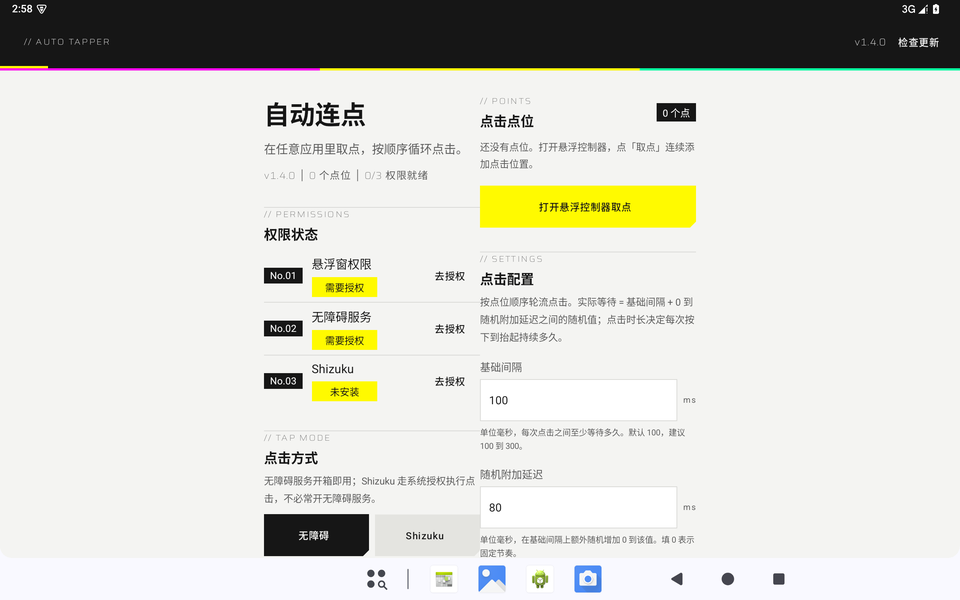 2:58
3G
// AUTO TAPPER
v1.4.0 检查更新
自动连点
在任意应用里取点，按顺序循环点击。
v1.4.0 | 0 个点位 | 0/3 权限就绪
// PERMISSIONS
权限状态
No.01
悬浮窗权限
需要授权
去授权
No.02
无障碍服务
需要授权
去授权
No.03
Shizuku
未安装
去授权
// TAP MODE
点击方式
无障碍服务开箱即用；Shizuku 走系统授权执行点
击，不必常开无障碍服务。
无障碍
Shizuku
// POINTS
点击点位
0 个点
还没有点位。打开悬浮控制器，点「取点」连续添
加点击位置。
打开悬浮控制器取点
// SETTINGS
点击配置
按点位顺序轮流点击。实际等待 = 基础间隔 + 0 到
随机附加延迟之间的随机值；点击时长决定每次按
下到抬起持续多久。
基础间隔
100
ms
单位毫秒，每次点击之间至少等待多久。默认 100，建议
100 到 300。
随机附加延迟
80
ms
单位毫秒，在基础间隔上额外随机增加 0 到该值。填 0 表示
固定节奏。